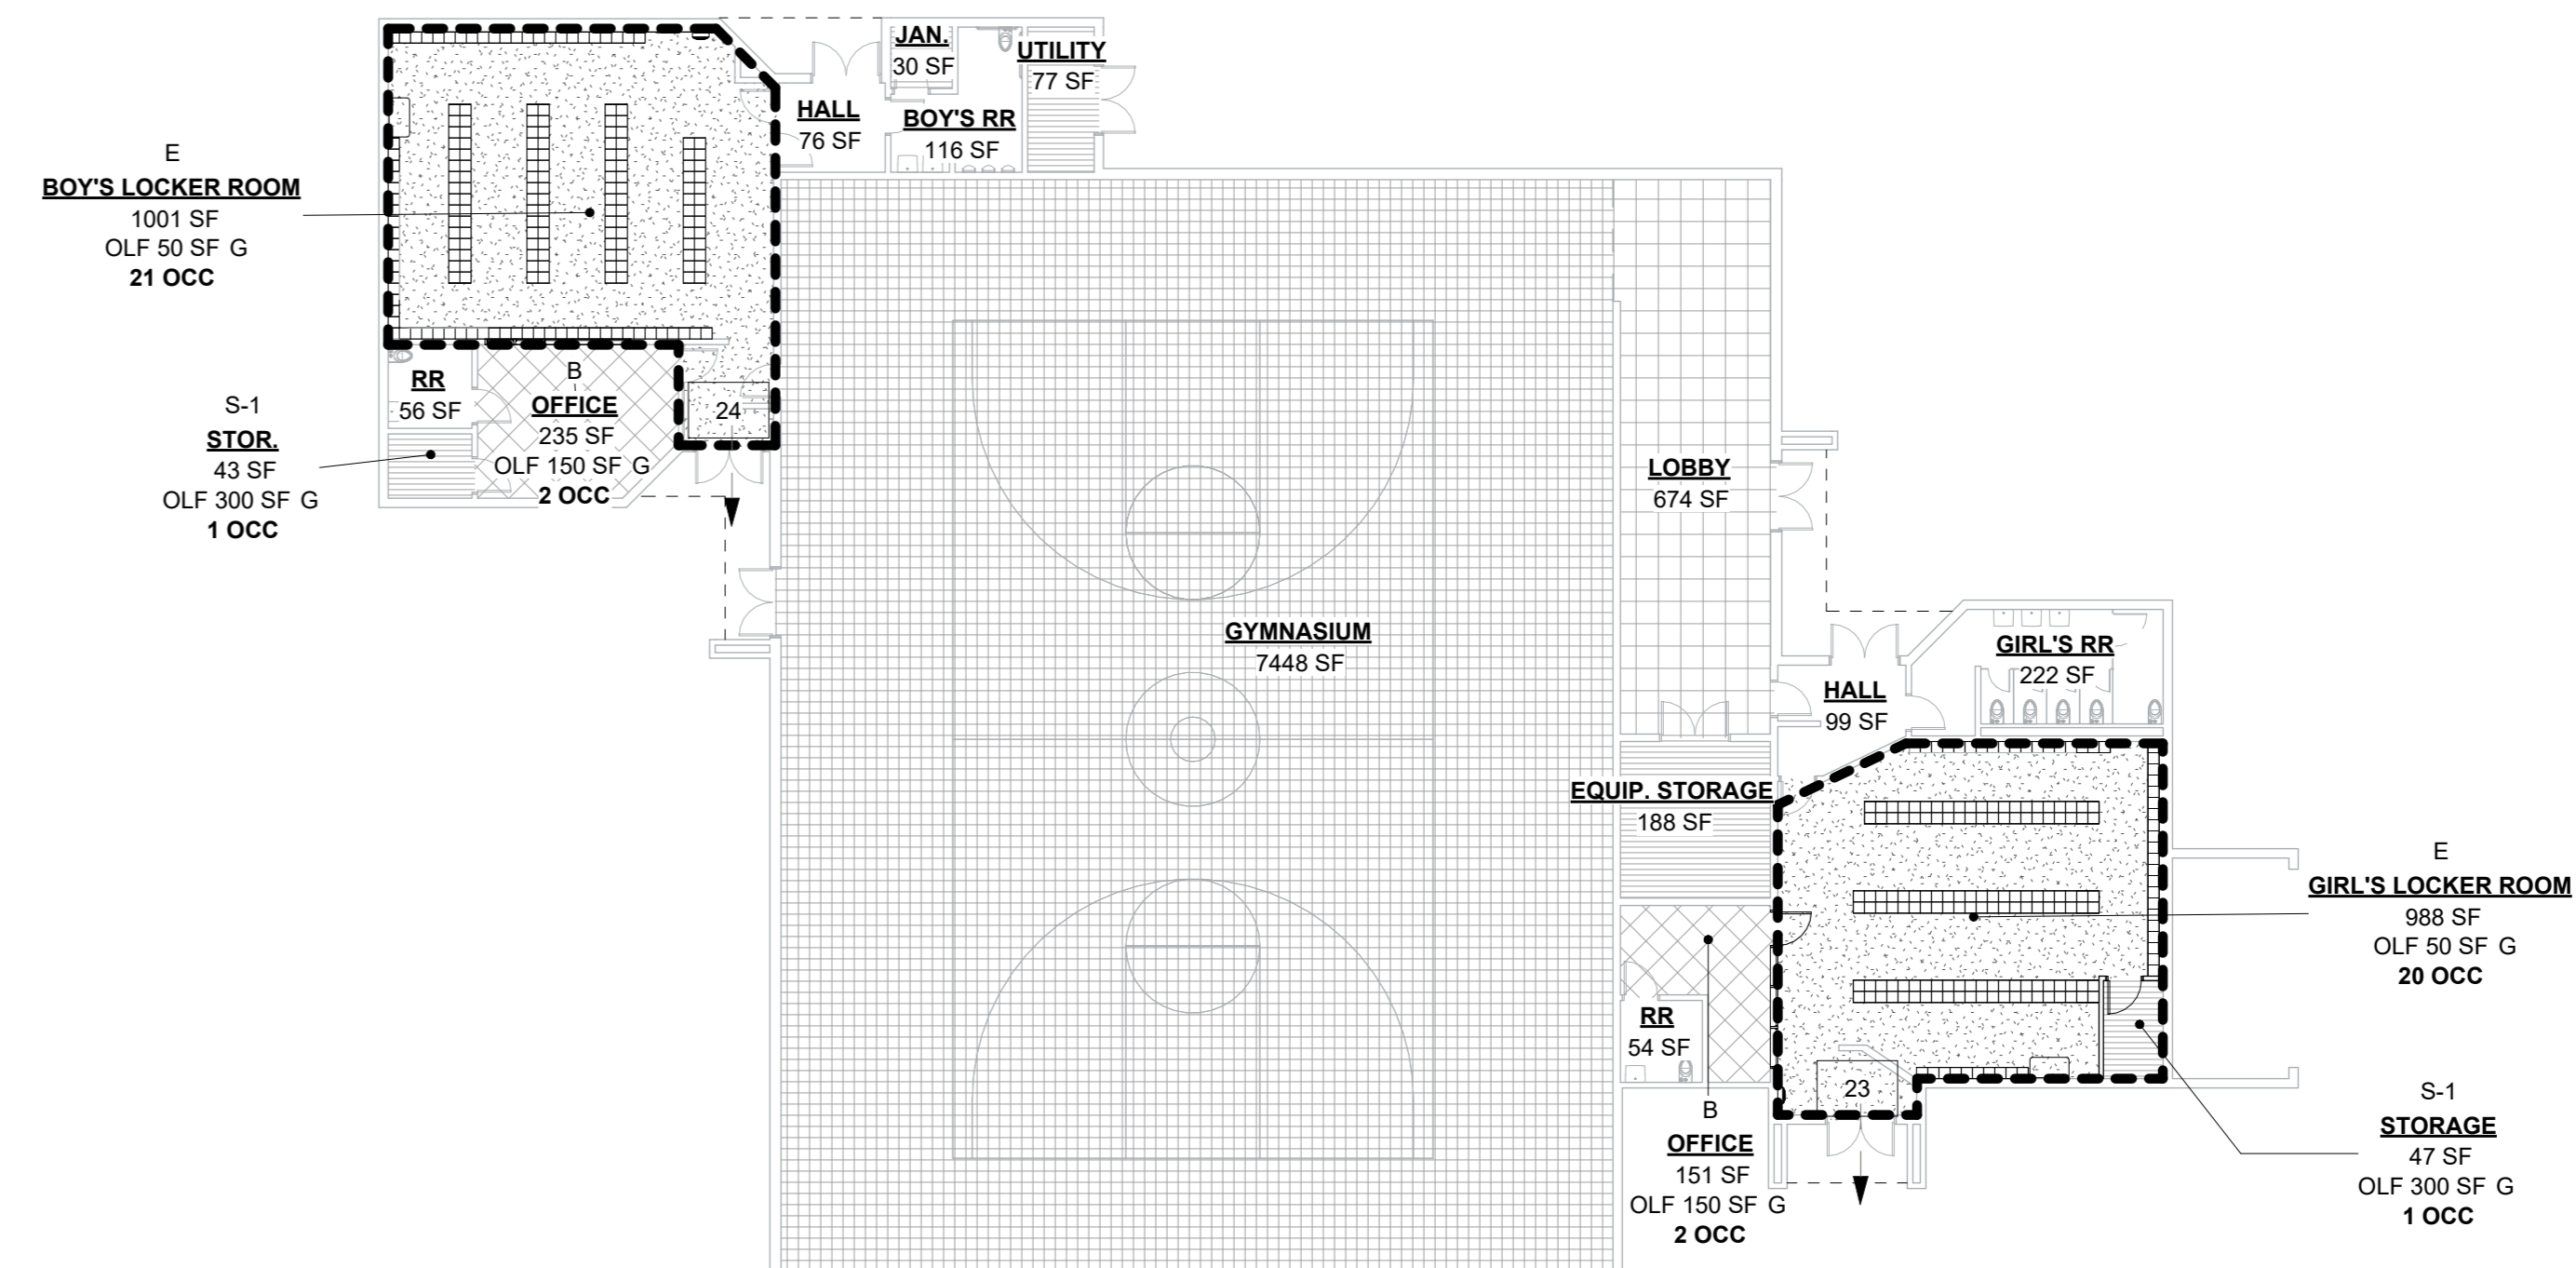 JAN.
30 SF
UTILITY
77 SF
HALL
76 SF
BOY'S RR
116 SF
E
BOY'S LOCKER ROOM
1001 SF
OLF 50 SF G
21 OCC
RR
56 SF
B
OFFICE
235 SF
OLF 150 SF G
2 OCC
24
S-1
STOR.
43 SF
OLF 300 SF G
1 OCC
LOBBY
674 SF
GYMNASIUM
7448 SF
GIRL'S RR
222 SF
HALL
99 SF
EQUIP. STORAGE
188 SF
E
GIRL'S LOCKER ROOM
988 SF
OLF 50 SF G
20 OCC
RR
54 SF
23
B
OFFICE
151 SF
OLF 150 SF G
2 OCC
S-1
STORAGE
47 SF
OLF 300 SF G
1 OCC